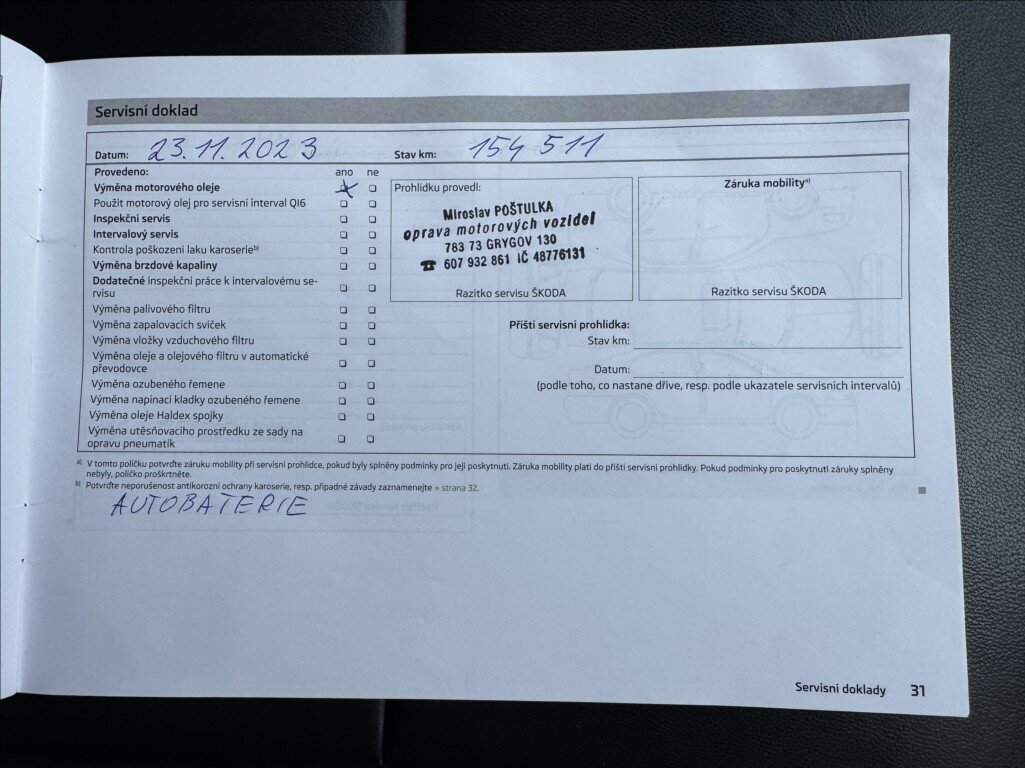 Servisní doklad
Datum: 23.11.2023 Stav km: 154 511
Provedeno: ano ne
Výměna motorového oleje
Použit motorový olej pro servisní interval QI6
Inspekční servis
Intervalový servis
Kontrola poškození laku karoserie b)
Výměna brzdové kapaliny
Dodatečné inspekční práce k intervalovému se-
rvisu
Výměna palivového filtru
Výměna zapalovacích svíček
Výměna vložky vzduchového filtru
Výměna oleje a olejového filtru v automatické
převodovce
Výměna ozubeného řemene
Výměna napínací kladky ozubeného řemene
Výměna oleje Haldex spojky
Výměna utěsňovacího prostředku ze sady na
opravu pneumatik
Prohlídku provedl:
Miroslav POŠTULKA
oprava motorových vozidel
783 73 GRYGOV 130
☎ 607 932 861 IČ 48776131
Razítko servisu ŠKODA
Záruka mobility a)
Razítko servisu ŠKODA
Příští servisní prohlídka:
Stav km:
Datum:
(podle toho, co nastane dříve, resp. podle ukazatele servisních intervalů)
a) V tomto políčku potvrďte záruku mobility při servisní prohlídce, pokud byly splněny podmínky pro její poskytnutí. Záruka mobility platí do příští servisní prohlídky. Pokud podmínky pro poskytnutí záruky splněny
nebyly, políčko proškrtněte.
b) Potvrďte neporušenost antikorozní ochrany karoserie, resp. případné závady zaznamenejte » strana 32.
AUTOBATERIE
Servisní doklady 31